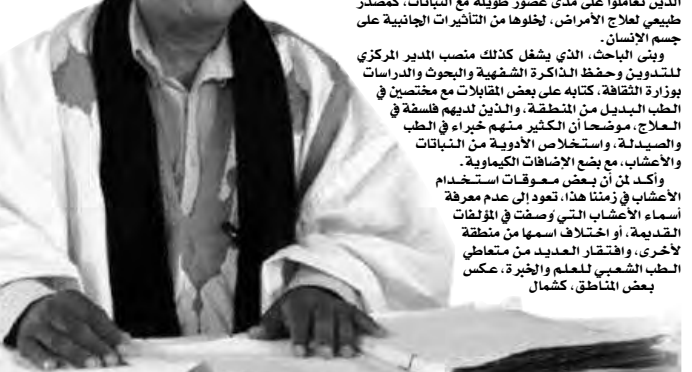 الذين تعاملوا على مدى عصور طويلة مع النباتات، كمصدر
طبيعي لعلاج الأمراض، لخلوها من التأثيرات الجانبية على
جسم الإنسان.
وبنى الباحث، الذي يشغل كذلك منصب المدير المركزي
للتدوين وحفظ الذاكرة الشفهية والبحوث والدراسات
بوزارة الثقافة، كتابه على بعض المقابلات مع مختصين في
الطب البديل من المنطقة، والذين لديهم فلسفة في
العلاج، موضحا أن الكثير منهم خبراء في الطب
والصيدلة، واستخلاص الأدوية من النباتات
والأعشاب، مع بضع الإضافات الكيماوية.
وأكد لمن أن بعض معوقات استخدام
الأعشاب في زمننا هذا، تعود إلى عدم معرفة
أسماء الأعشاب التي وصفت في المؤلفات
القديمة، أو اختلاف اسمها من منطقة
لأخرى، وافتقار العديد من متعاطي
الطب الشعبي للعلم والخبرة، عكس
بعض المناطق، كشمال